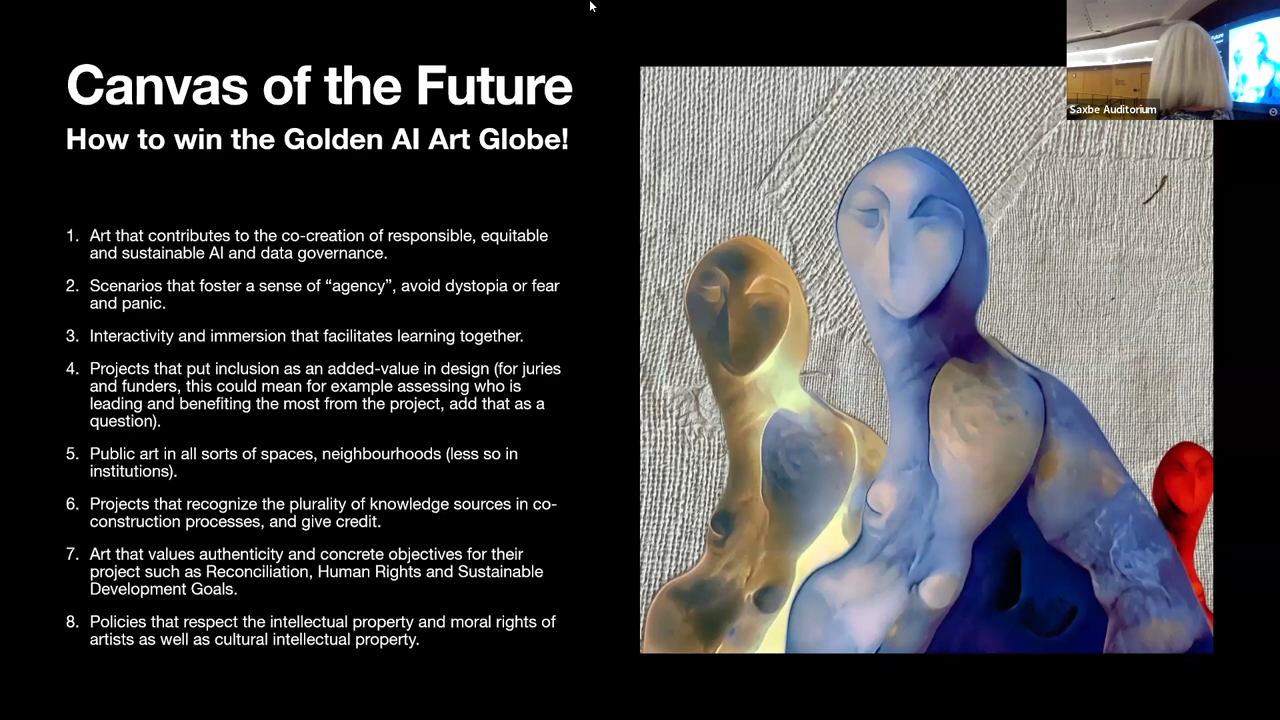 Canvas of the Future
How to win the Golden AI Art Globe!
1. Art that contributes to the co-creation of responsible, equitable
and sustainable AI and data governance.
2. Scenarios that foster a sense of “agency”, avoid dystopia or fear
and panic.
3. Interactivity and immersion that facilitates learning together.
4. Projects that put inclusion as an added-value in design (for juries
and funders, this could mean for example assessing who is
leading and benefiting the most from the project, add that as a
question).
5. Public art in all sorts of spaces, neighbourhoods (less so in
institutions).
6. Projects that recognize the plurality of knowledge sources in co-
construction processes, and give credit.
7. Art that values authenticity and concrete objectives for their
project such as Reconciliation, Human Rights and Sustainable
Development Goals.
8. Policies that respect the intellectual property and moral rights of
artists as well as cultural intellectual property.
Saxbe Auditorium